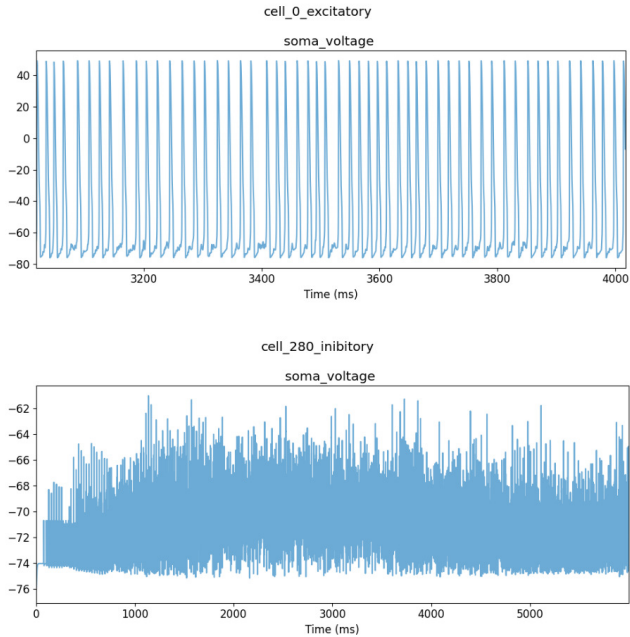 cell_0_excitatory
soma_voltage
40
20
0
−20
−40
−60
−80
3200 3400 3600 3800 4000
Time (ms)
cell_280_inibitory
soma_voltage
−62
−64
−66
−68
−70
−72
−74
−76
0 1000 2000 3000 4000 5000
Time (ms)